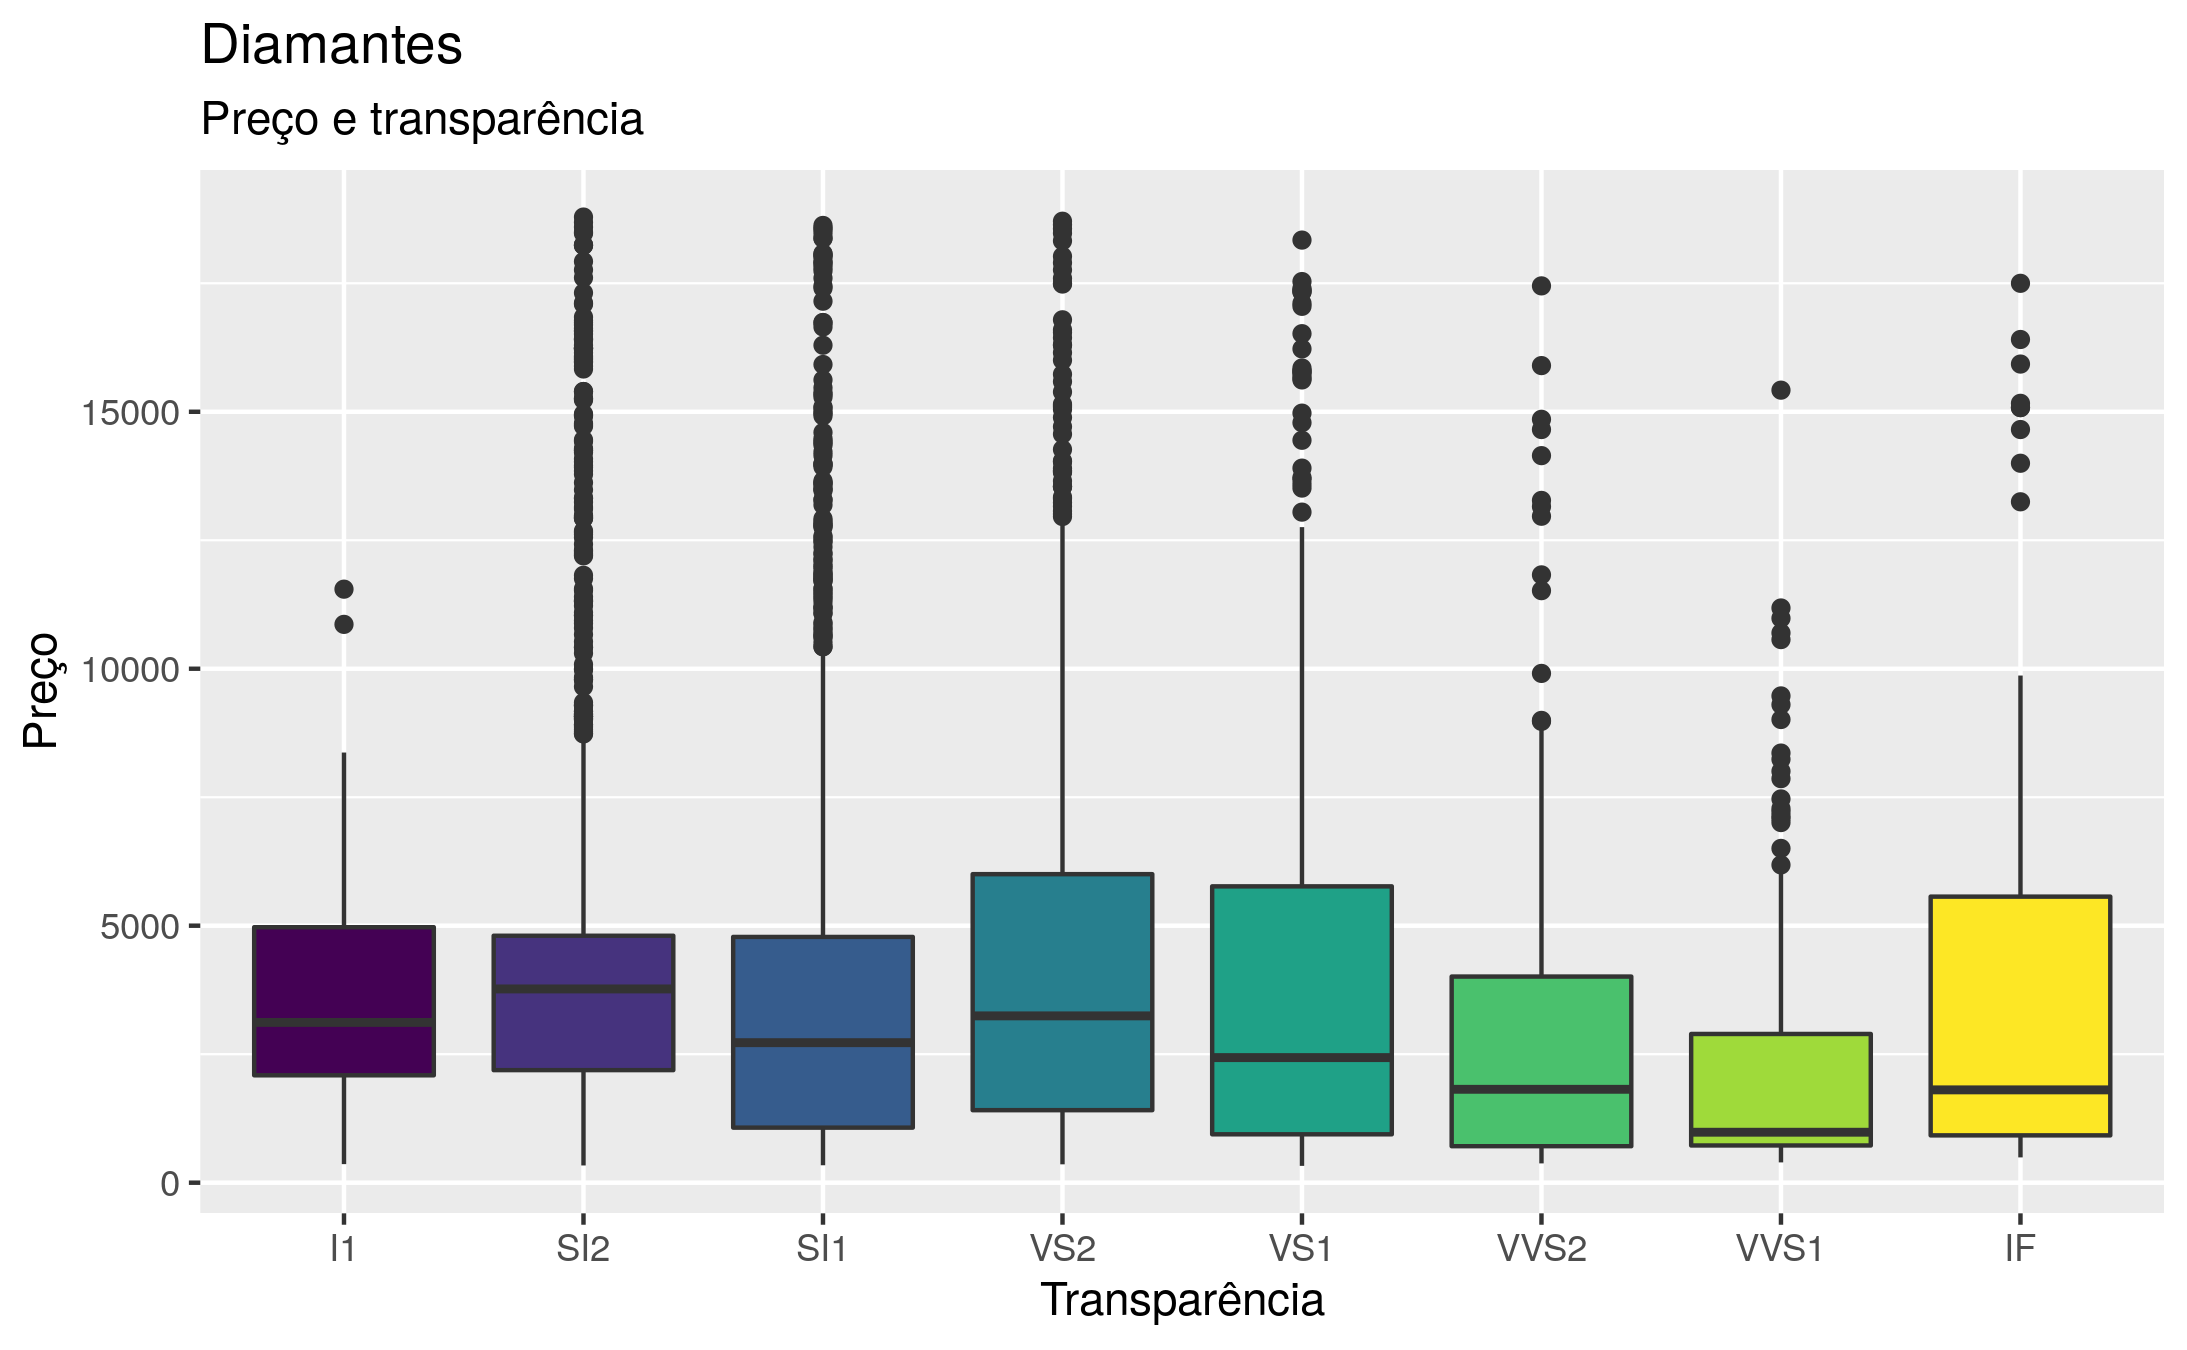 Diamantes
Preço e transparência
Preço
15000
10000
5000
0
I1 SI2 SI1 VS2 VS1 VVS2 VVS1 IF
Transparência